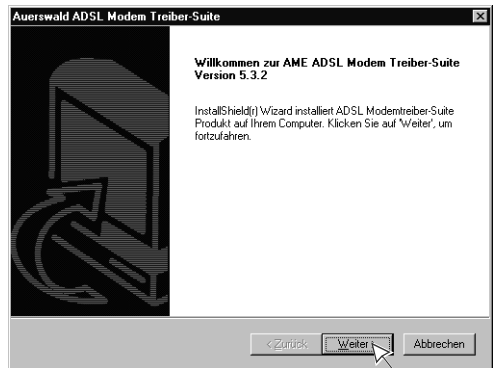 Auerswald ADSL Modem Treiber-Suite
Willkommen zur AME ADSL Modem Treiber-Suite
Version 5.3.2
InstallShield(r) Wizard installiert ADSL Modemtreiber-Suite
Produkt auf Ihrem Computer. Klicken Sie auf 'Weiter', um
fortzufahren.
< Zurück Weiter > Abbrechen